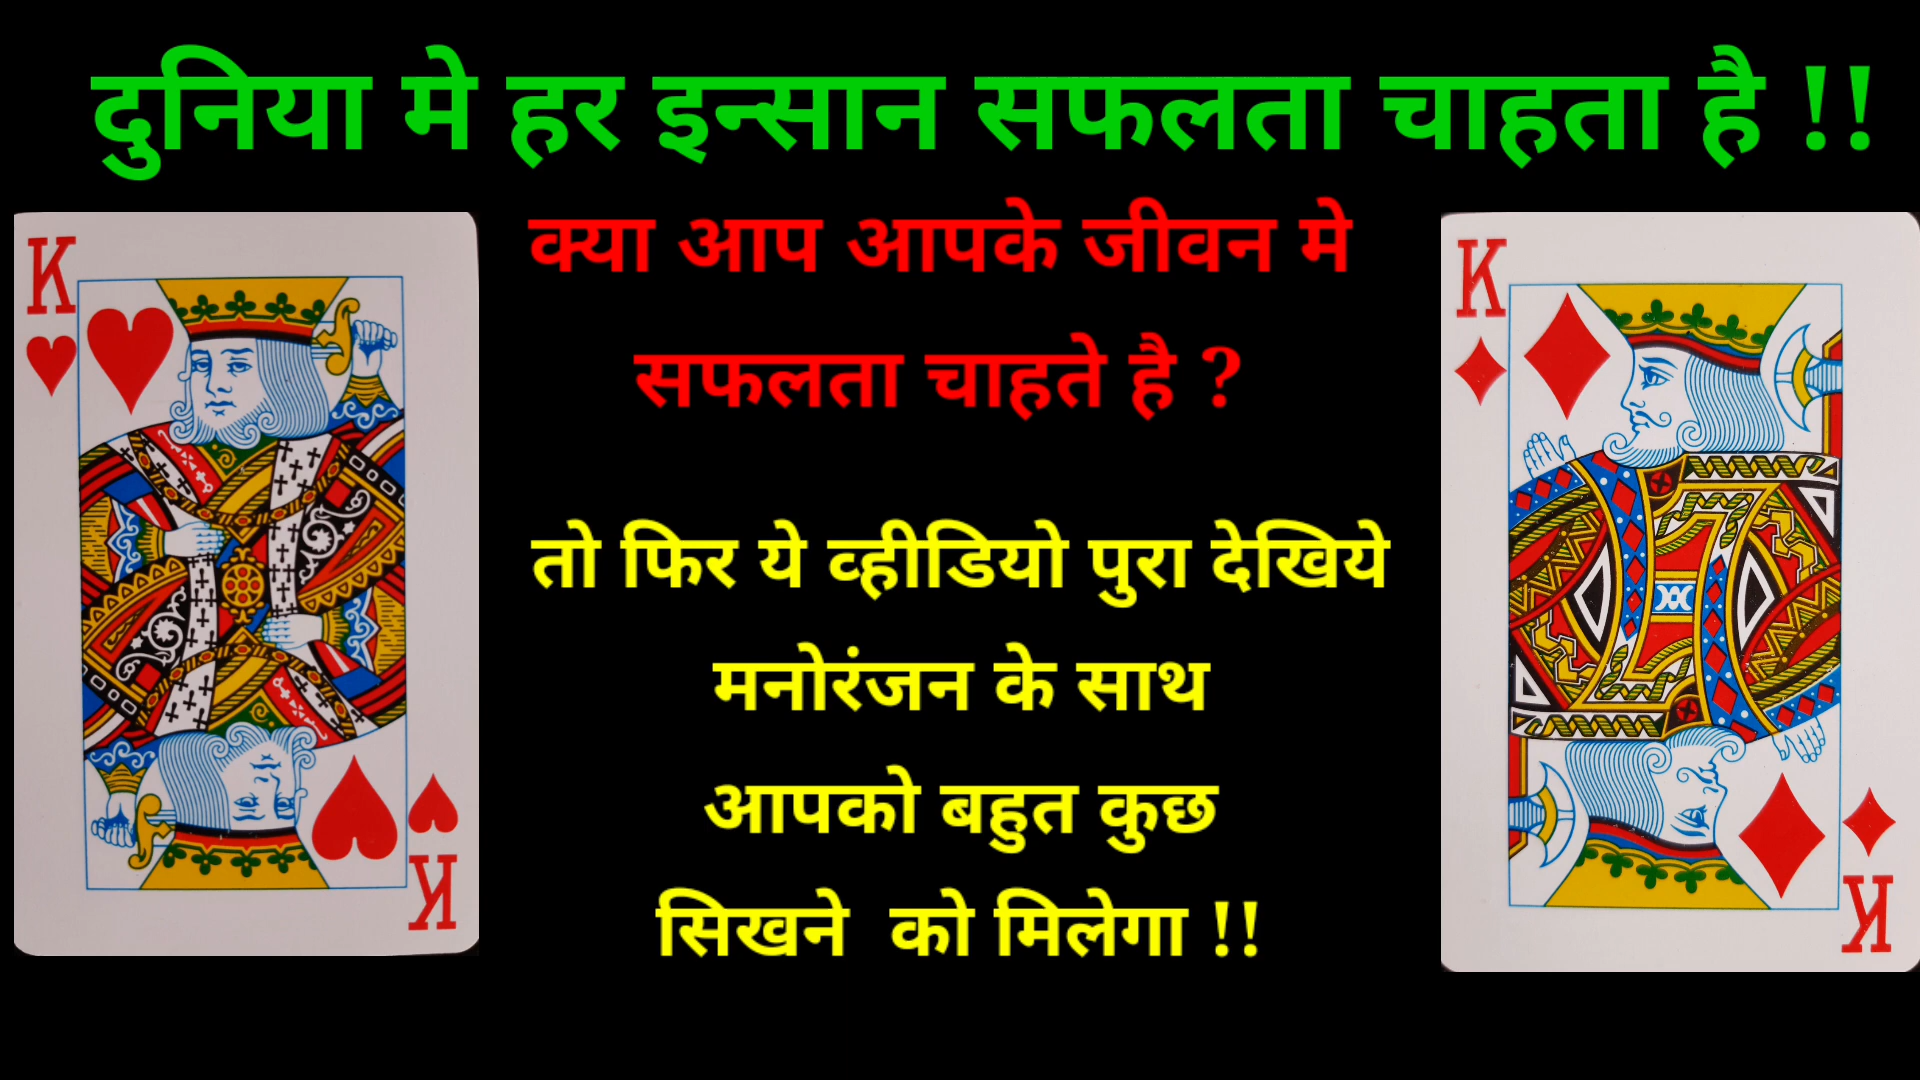 दुनिया मे हर इन्सान सफलता चाहता है !!
क्या आप आपके जीवन मे
सफलता चाहते है ?
तो फिर ये व्हीडियो पुरा देखिये
मनोरंजन के साथ
आपको बहुत कुछ
सिखने को मिलेगा !!
K
K
K
K